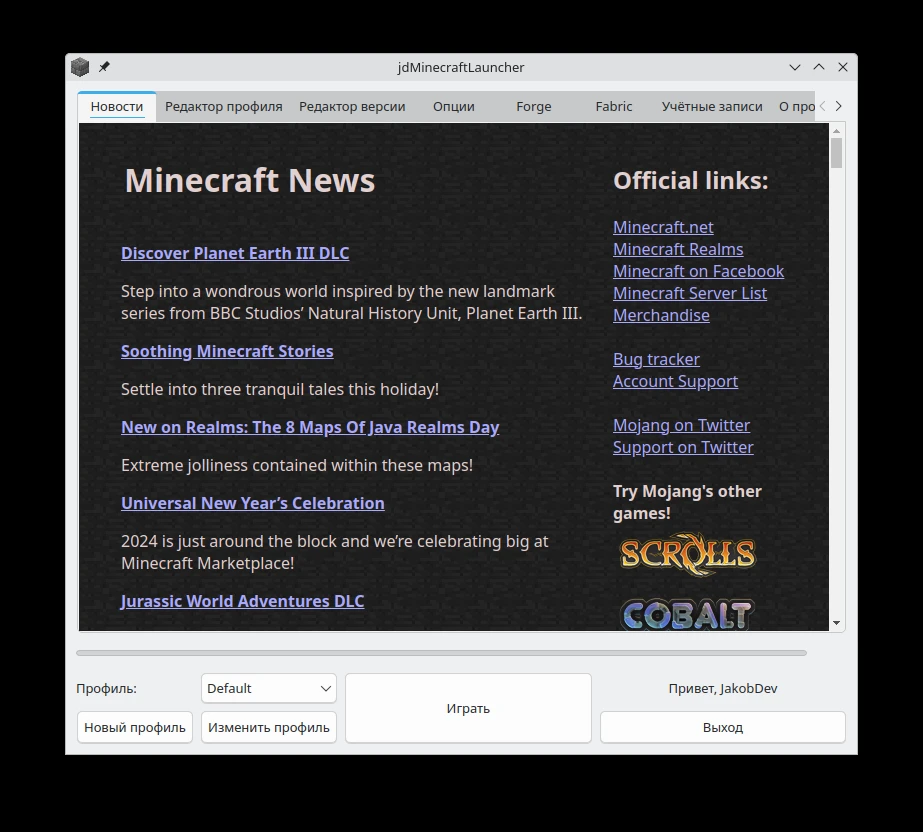 jdMinecraftLauncher
Новости Редактор профиля Редактор версии Опции Forge Fabric Учётные записи О про
Minecraft News
Discover Planet Earth III DLC
Step into a wondrous world inspired by the new landmark
series from BBC Studios’ Natural History Unit, Planet Earth III.
Soothing Minecraft Stories
Settle into three tranquil tales this holiday!
New on Realms: The 8 Maps Of Java Realms Day
Extreme jolliness contained within these maps!
Universal New Year’s Celebration
2024 is just around the block and we’re celebrating big at
Minecraft Marketplace!
Jurassic World Adventures DLC
Official links:
Minecraft.net
Minecraft Realms
Minecraft on Facebook
Minecraft Server List
Merchandise
Bug tracker
Account Support
Mojang on Twitter
Support on Twitter
Try Mojang's other
games!
SCROLLS
COBALT
Профиль: Default
Новый профиль Изменить профиль
Играть
Привет, JakobDev
Выход